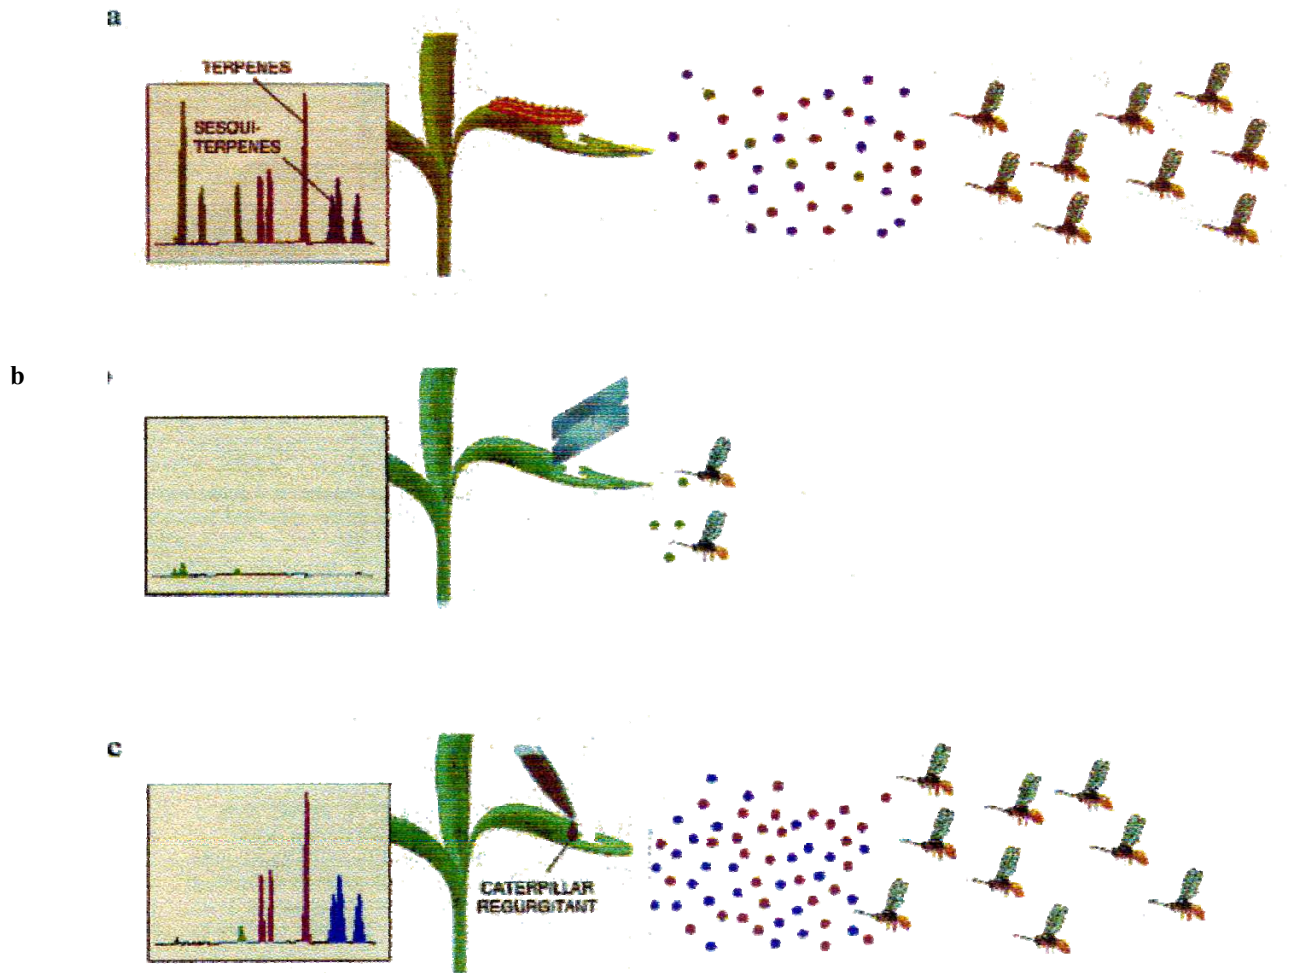 a
TERPENES
SESQUI-
TERPENES
b
c
CATERPILLAR
REGURGITANT